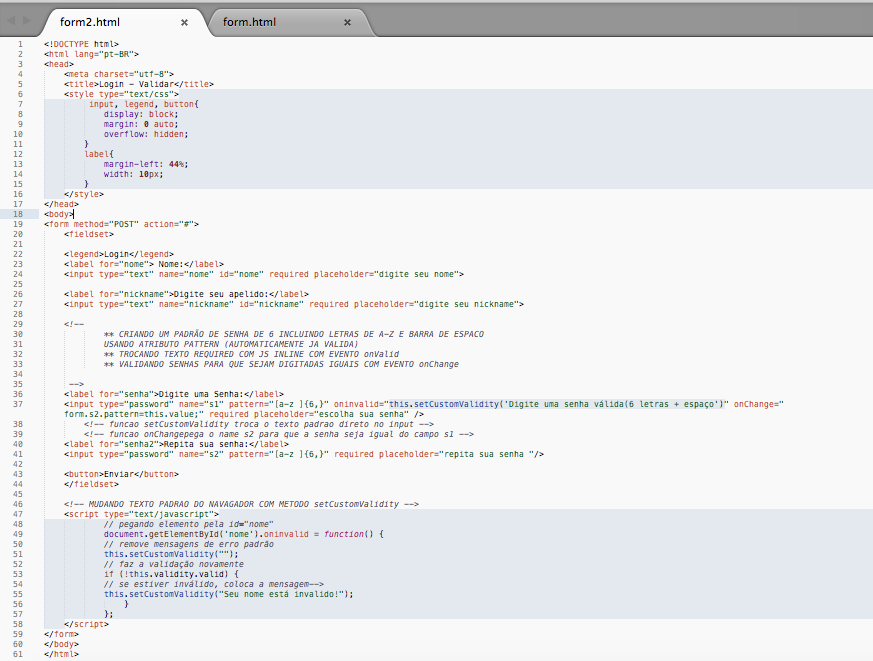 form2.html × form.html ×
1 <!DOCTYPE html>
2 <html lang="pt-BR">
3 <head>
4 <meta charset="utf-8">
5 <title>Login - Validar</title>
6 <style type="text/css">
7 input, legend, button{
8 display: block;
9 margin: 0 auto;
10 overflow: hidden;
11 }
12 label{
13 margin-left: 44%;
14 width: 10px;
15 }
16 </style>
17 </head>
18 <body>
19 <form method="POST" action="#">
20 <fieldset>
21
22 <legend>Login</legend>
23 <label for="nome"> Nome:</label>
24 <input type="text" name="nome" id="nome" required placeholder="digite seu nome">
25
26 <label for="nickname">Digite seu apelido:</label>
27 <input type="text" name="nickname" id="nickname" required placeholder="digite seu nickname">
28
29 <!--
30 ** CRIANDO UM PADRÃO DE SENHA DE 6 INCLUINDO LETRAS DE A-Z E BARRA DE ESPACO
31 USANDO ATRIBUTO PATTERN (AUTOMATICAMENTE JA VALIDA)
32 ** TROCANDO TEXTO REQUIRED COM JS INLINE COM EVENTO onValid
33 ** VALIDANDO SENHAS PARA QUE SEJAM DIGITADAS IGUAIS COM EVENTO onChange
34
35 -->
36 <label for="senha">Digite uma Senha:</label>
37 <input type="password" name="s1" pattern="[a-z ]{6,}" oninvalid="this.setCustomValidity('Digite uma senha válida(6 letras + espaço')" onChange="
form.s2.pattern=this.value;" required placeholder="escolha sua senha" />
38 <!-- funcao setCustomValidity troca o texto padrao direto no input -->
39 <!-- funcao onChangepega o name s2 para que a senha seja igual do campo s1 -->
40 <label for="senha2">Repita sua senha:</label>
41 <input type="password" name="s2" pattern="[a-z ]{6,}" required placeholder="repita sua senha "/>
42
43 <button>Enviar</button>
44 </fieldset>
45
46 <!-- MUDANDO TEXTO PADRAO DO NAVAGADOR COM METODO setCustomValidity -->
47 <script type="text/javascript">
48 // pegando elemento pela id="nome"
49 document.getElementById('nome').oninvalid = function() {
50 // remove mensagens de erro padrão
51 this.setCustomValidity("");
52 // faz a validação novamente
53 if (!this.validity.valid) {
54 // se estiver inválido, coloca a mensagem-->
55 this.setCustomValidity("Seu nome está invalido!");
56 }
57 };
58 </script>
59 </form>
60 </body>
61 </html>